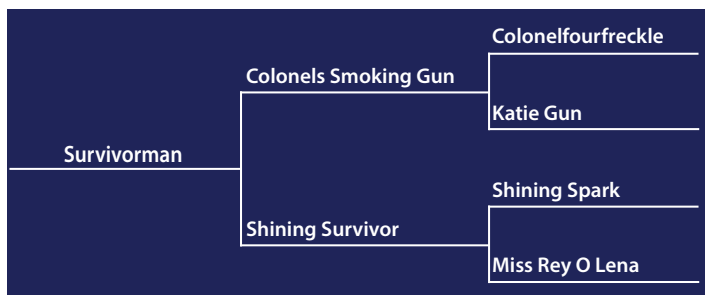 Colonelfourfreckle
Colonels Smoking Gun
Katie Gun
Survivorman
Shining Spark
Shining Survivor
Miss Rey O Lena